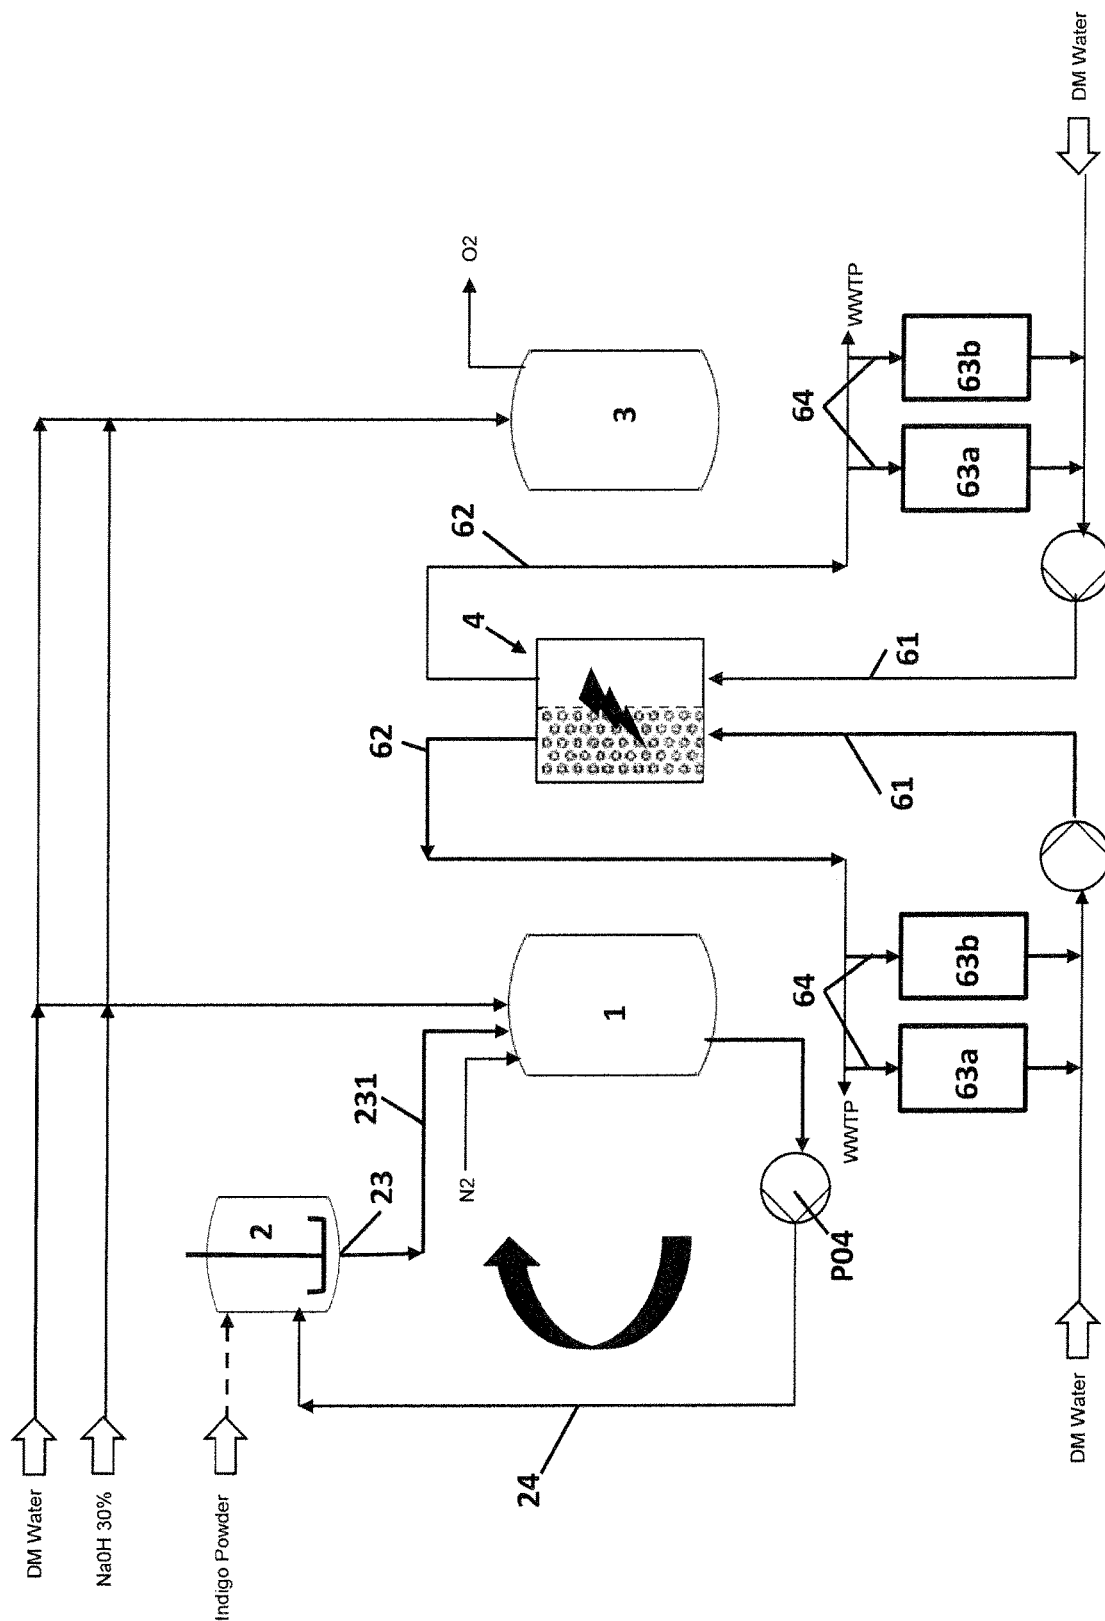 DM Water
NaOH 30%
Indigo Powder
2
23
231
N2
24
1
P04
3
O2
4
62
62
61
61
64
64
63a
63b
63a
63b
WWTP
WWTP
DM Water
DM Water